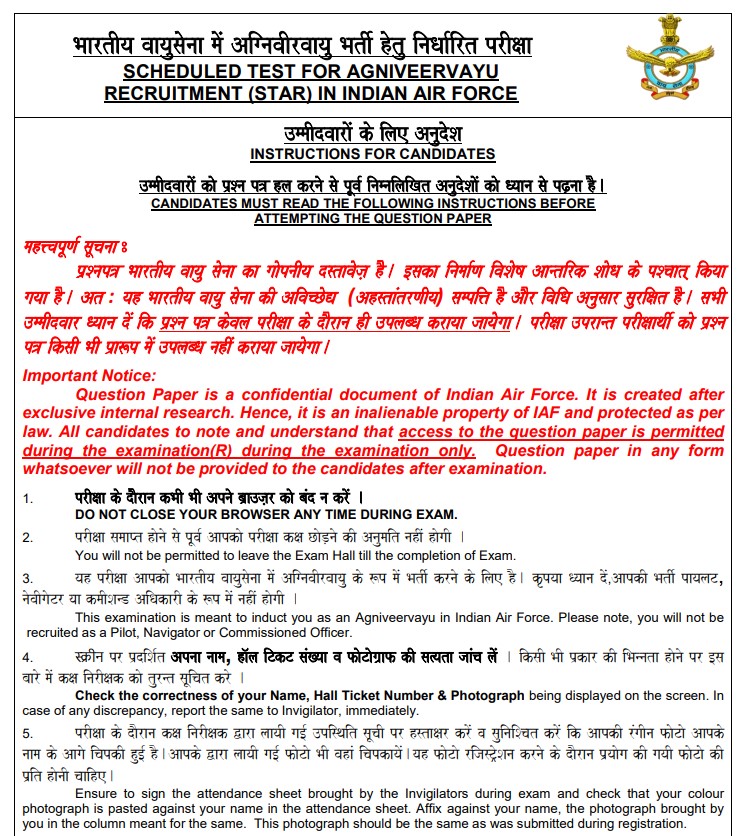 भारतीय वायुसेना में अग्निवीरवायु भर्ती हेतु निर्धारित परीक्षा
SCHEDULED TEST FOR AGNIVEERVAYU
RECRUITMENT (STAR) IN INDIAN AIR FORCE
उम्मीदवारों के लिए अनुदेश
INSTRUCTIONS FOR CANDIDATES
उम्मीदवारों को प्रश्न पत्र हल करने से पूर्व निम्नलिखित अनुदेशों को ध्यान से पढ़ना है।
CANDIDATES MUST READ THE FOLLOWING INSTRUCTIONS BEFORE
ATTEMPTING THE QUESTION PAPER
महत्त्वपूर्ण सूचना :
प्रश्नपत्र भारतीय वायु सेना का गोपनीय दस्तावेज़ है। इसका निर्माण विशेष आन्तरिक शोध के पश्चात् किया
गया है। अत : यह भारतीय वायु सेना की अविच्छेद्य (अहस्तांतरणीय) सम्पत्ति है और विधि अनुसार सुरक्षित है। सभी
उम्मीदवार ध्यान दें कि प्रश्न पत्र केवल परीक्षा के दौरान ही उपलब्ध कराया जायेगा। परीक्षा उपरान्त परीक्षार्थी को प्रश्न
पत्र किसी भी प्रारूप में उपलब्ध नहीं कराया जायेगा।
Important Notice:
Question Paper is a confidential document of Indian Air Force. It is created after
exclusive internal research. Hence, it is an inalienable property of IAF and protected as per
law. All candidates to note and understand that access to the question paper is permitted
during the examination(R) during the examination only. Question paper in any form
whatsoever will not be provided to the candidates after examination.
1. परीक्षा के दौरान कभी भी अपने ब्राउज़र को बंद न करें ।
DO NOT CLOSE YOUR BROWSER ANY TIME DURING EXAM.
2. परीक्षा समाप्त होने से पूर्व आपको परीक्षा कक्ष छोड़ने की अनुमति नहीं होगी ।
You will not be permitted to leave the Exam Hall till the completion of Exam.
3. यह परीक्षा आपको भारतीय वायुसेना में अग्निवीरवायु के रूप में भर्ती करने के लिए है। कृपया ध्यान दें,आपकी भर्ती पायलट,
नेवीगेटर या कमीशन्ड अधिकारी के रूप में नहीं होगी ।
This examination is meant to induct you as an Agniveervayu in Indian Air Force. Please note, you will not be
recruited as a Pilot, Navigator or Commissioned Officer.
4. स्क्रीन पर प्रदर्शित अपना नाम, हॉल टिकट संख्या व फोटोग्राफ की सत्यता जांच लें । किसी भी प्रकार की भिन्नता होने पर इस
बारे में कक्ष निरीक्षक को तुरन्त सूचित करे ।
Check the correctness of your Name, Hall Ticket Number & Photograph being displayed on the screen. In
case of any discrepancy, report the same to Invigilator, immediately.
5. परीक्षा के दौरान कक्ष निरीक्षक द्वारा लायी गई उपस्थिति सूची पर हस्ताक्षर करें व सुनिश्चित करें कि आपकी रंगीन फोटो आपके
नाम के आगे चिपकी हुई है। आपके द्वारा लायी गई फोटो भी वहां चिपकायें। यह फोटो रजिस्ट्रेशन करने के दौरान प्रयोग की गयी फोटो की
प्रति होनी चाहिए।
Ensure to sign the attendance sheet brought by the Invigilators during exam and check that your colour
photograph is pasted against your name in the attendance sheet. Affix against your name, the photograph brought by
you in the column meant for the same. This photograph should be the same as was submitted during registration.